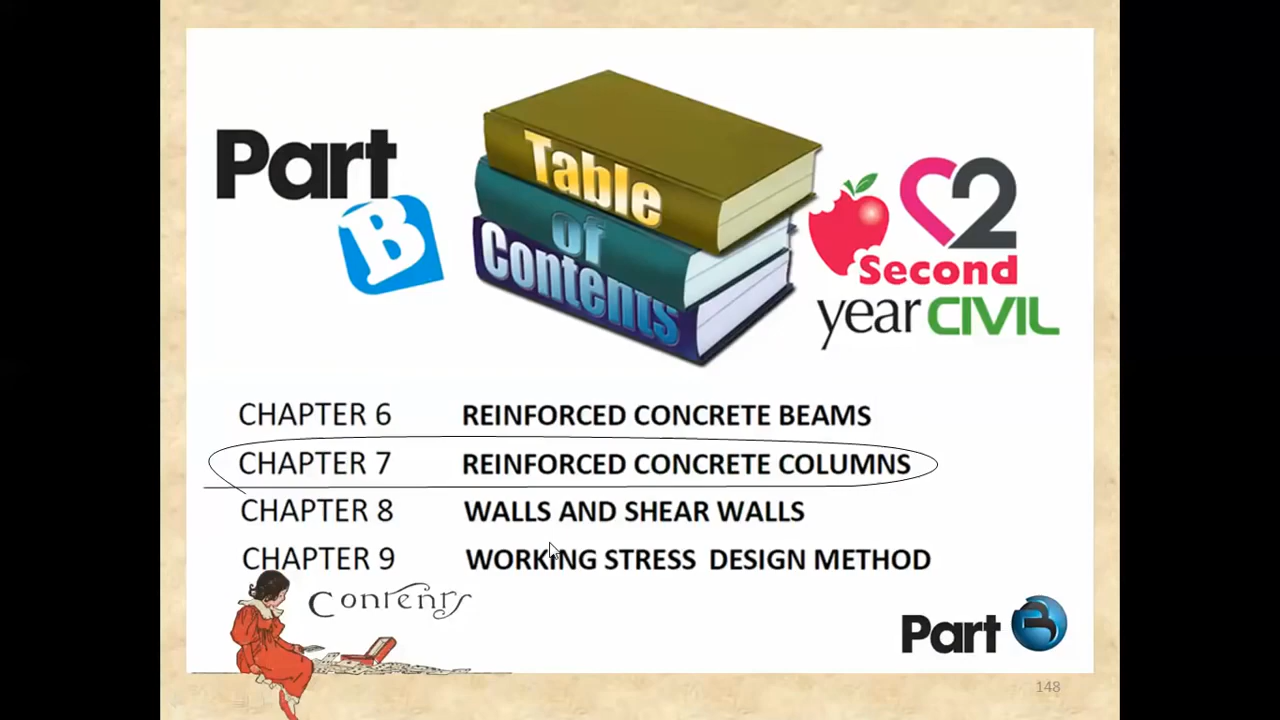 Part
B
Table
of
Contents
2
Second
year CIVIL
CHAPTER 6 REINFORCED CONCRETE BEAMS
CHAPTER 7 REINFORCED CONCRETE COLUMNS
CHAPTER 8 WALLS AND SHEAR WALLS
CHAPTER 9 WORKING STRESS DESIGN METHOD
Contents
Part B
148